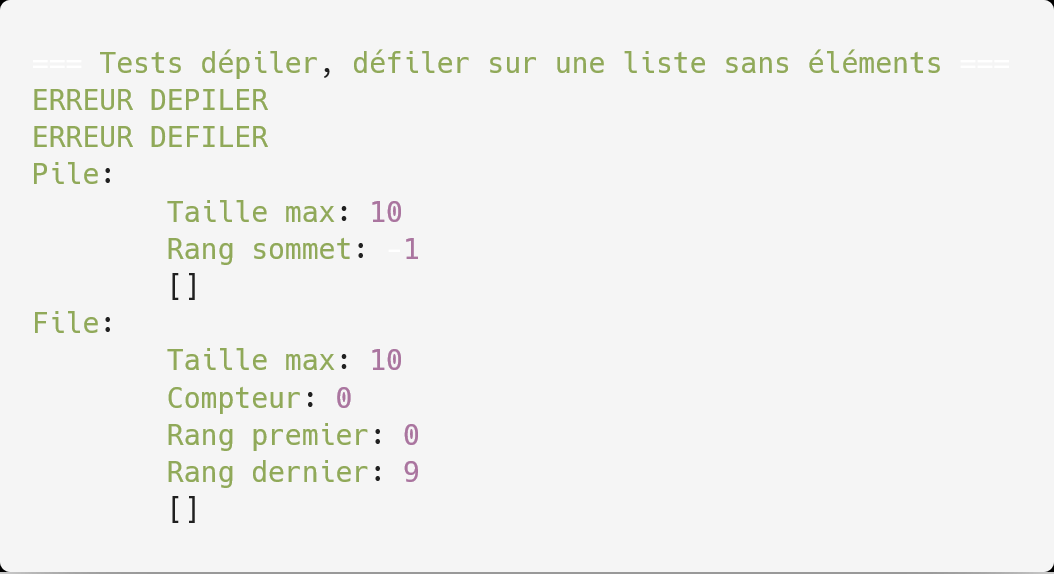 === Tests dépiler, défiler sur une liste sans éléments ===
ERREUR DEPILER
ERREUR DEFILER
Pile:
Taille max: 10
Rang sommet: -1
[]
File:
Taille max: 10
Compteur: 0
Rang premier: 0
Rang dernier: 9
[]